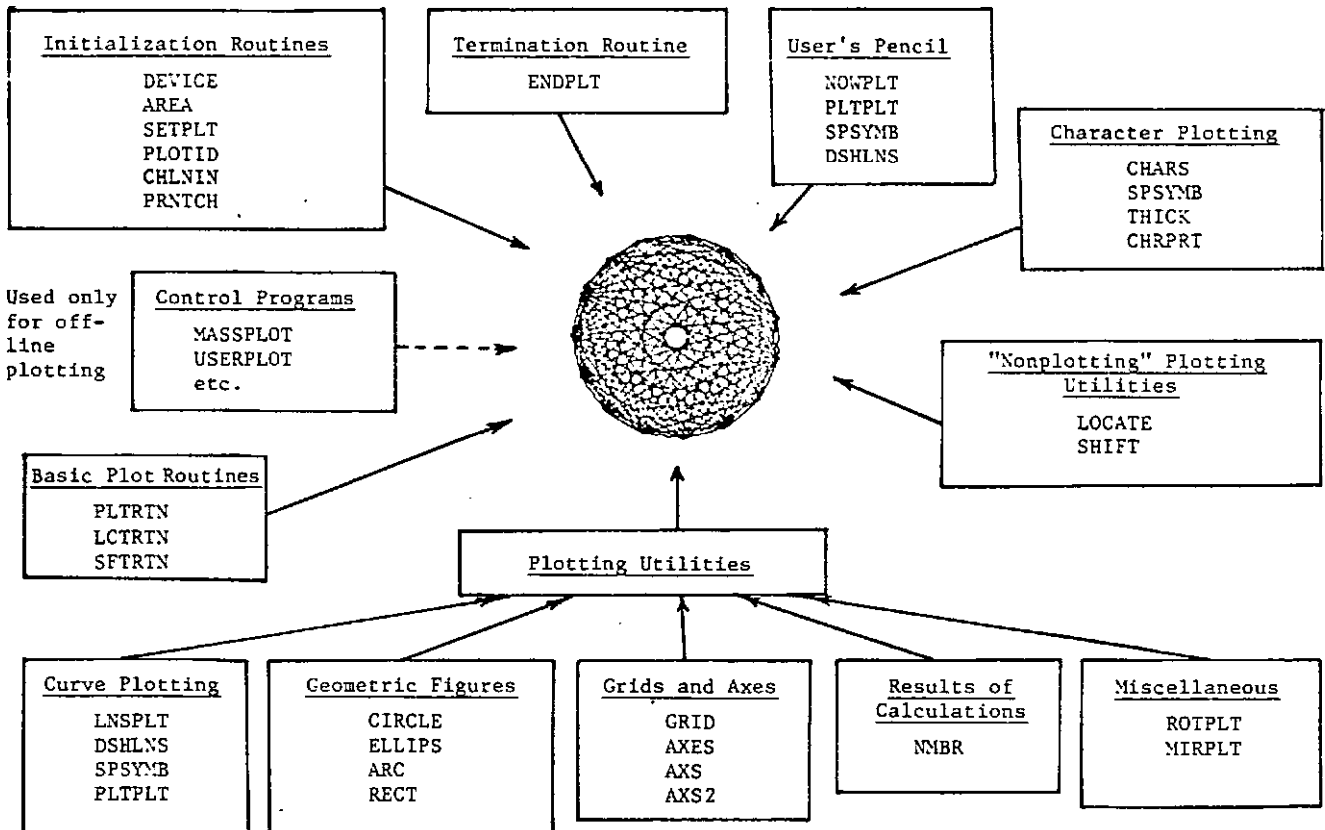 Initialization Routines
DEVICE
AREA
SETPLT
PLOTID
CHLNIN
PRNTCH
Termination Routine
ENDPLT
User's Pencil
NOWPLT
PLTPLT
SPSYMB
DSHLNS
Character Plotting
CHARS
SPSYMB
THICK
CHRPRT
Used only
for off-
line
plotting
Control Programs
MASSPLOT
USERPLOT
etc.
"Nonplotting" Plotting
Utilities
LOCATE
SHIFT
Basic Plot Routines
PLTRTN
LCTRTN
SFTRTN
Plotting Utilities
Curve Plotting
LNSPLT
DSHLNS
SPSYMB
PLTPLT
Geometric Figures
CIRCLE
ELLIPS
ARC
RECT
Grids and Axes
GRID
AXES
AXS
AXS2
Results of
Calculations
NMBR
Miscellaneous
ROTPLT
MIRPLT